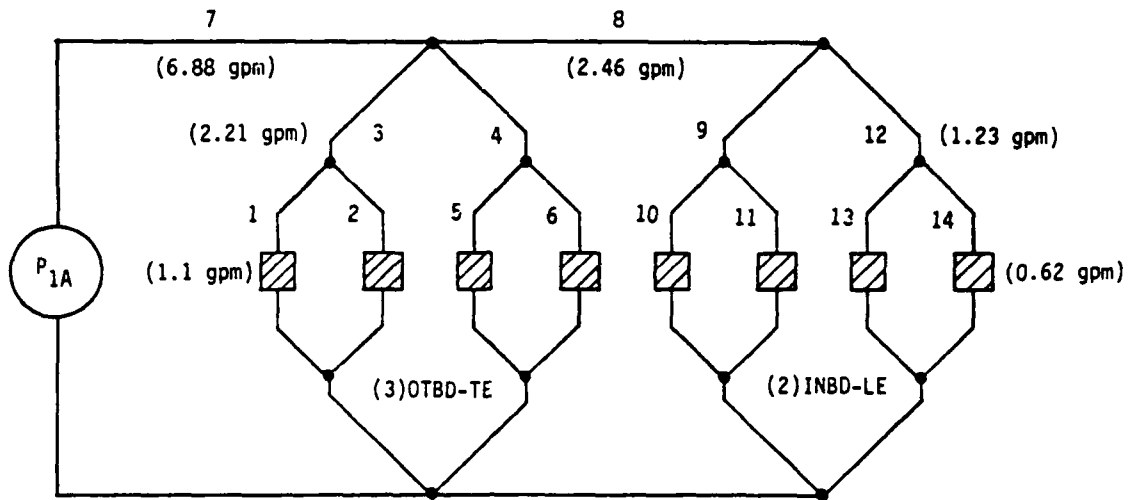 7
8
(6.88 gpm)
(2.46 gpm)
(2.21 gpm)
3
4
9
12
(1.23 gpm)
1
2
5
6
10
11
13
14
P1A
(1.1 gpm)
(0.62 gpm)
(3)OTBD-TE
(2)INBD-LE